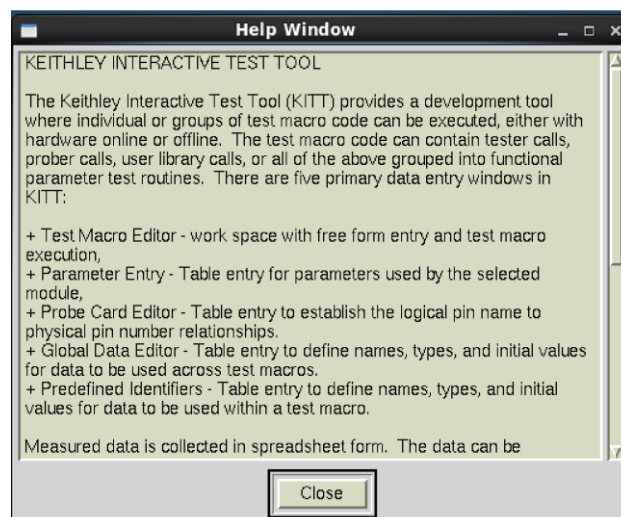 Help Window
KEITHLEY INTERACTIVE TEST TOOL
The Keithley Interactive Test Tool (KITT) provides a development tool
where individual or groups of test macro code can be executed, either with
hardware online or offline.  The test macro code can contain tester calls,
prober calls, user library calls, or all of the above grouped into functional
parameter test routines.  There are five primary data entry windows in
KITT:
+ Test Macro Editor - work space with free form entry and test macro
execution,
+ Parameter Entry - Table entry for parameters used by the selected
module,
+ Probe Card Editor - Table entry to establish the logical pin name to
physical pin number relationships.
+ Global Data Editor - Table entry to define names, types, and initial values
for data to be used across test macros.
+ Predefined Identifiers - Table entry to define names, types, and initial
values for data to be used within a test macro.
Measured data is collected in spreadsheet form.  The data can be
Close